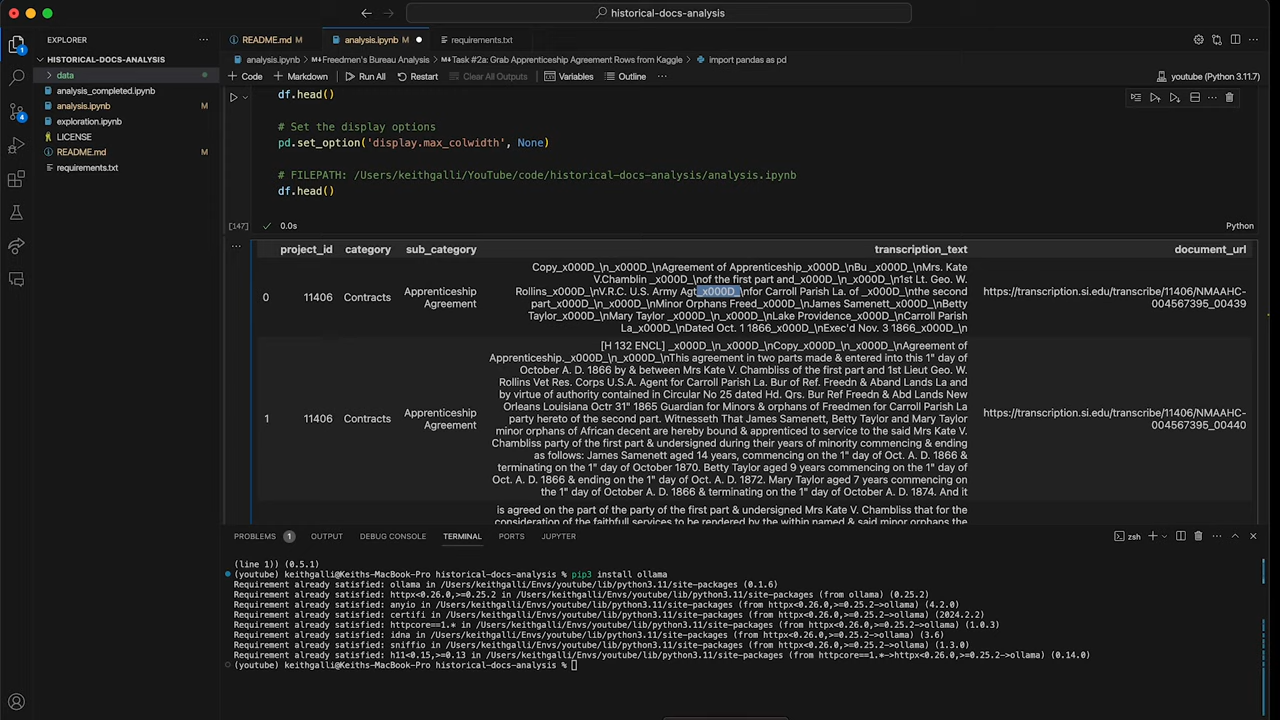 historical-docs-analysis
EXPLORER
README.md M
analysis.ipynb M
requirements.txt
HISTORICAL-DOCS-ANALYSIS
analysis.ipynb > Freedmen's Bureau Analysis > Task #2a: Grab Apprenticeship Agreement Rows from Kaggle > import pandas as pd
data
+ Code + Markdown Run All Restart Clear All Outputs Variables Outline ... youtube (Python 3.11.7)
analysis_completed.ipynb
analysis.ipynb M
exploration.ipynb
LICENSE
README.md M
requirements.txt
df.head()
# Set the display options
pd.set_option('display.max_colwidth', None)
# FILEPATH: /Users/keithgalli/YouTube/code/historical-docs-analysis/analysis.ipynb
df.head()
[147] 0.0s Python
project_id category sub_category transcription_text document_url
0 11406 Contracts Apprenticeship Agreement
Copy_x000D_\n_x000D_\nAgreement of Apprenticeship_x000D_\nBu _x000D_\nMrs. Kate
V.Chamblin _x000D_\nof the first part and_x000D_\n1st Lt. Geo. W.
Rollins_x000D_\nV.R.C. U.S. Army Agt_x000D_\nfor Carroll Parish La. of _x000D_\nthe second
part_x000D_\n_x000D_\nMinor Orphans Freed_x000D_\nJames Samenett_x000D_\nBetty
Taylor_x000D_\nMary Taylor _x000D_\n_x000D_\nLake Providence_x000D_\nCarroll Parish
La_x000D_\nDated Oct. 1 1866_x000D_\nExec'd Nov. 3 1866_x000D_\n
https://transcription.si.edu/transcribe/11406/NMAAHC-
004567395_00439
1 11406 Contracts Apprenticeship Agreement
[H 132 ENCL] _x000D_\n_x000D_\nCopy_x000D_\n_x000D_\nAgreement of
Apprenticeship._x000D_\n_x000D_\nThis agreement in two parts made & entered into this 1" day of
October A. D. 1866 by & between Mrs Kate V. Chambliss of the first part and 1st Lieut Geo. W.
Rollins Vet Res. Corps U.S.A. Agent for Carroll Parish La. Bur of Ref. Freedn & Aband Lands La and
by virtue of authority contained in Circular No 25 dated Hd. Qrs. Bur Ref Freedn & Abd Lands New
Orleans Louisiana Octr 31" 1865 Guardian for Minors & orphans of Freedmen for Carroll Parish La
party hereto of the second part. Witnesseth That James Samenett, Betty Taylor and Mary Taylor
minor orphans of African decent are hereby bound & apprenticed to service to the said Mrs Kate V.
Chambliss party of the first part & undersigned during their years of minority commencing & ending
as follows: James Samenett aged 14 years, commencing on the 1" day of Oct. A. D. 1866 &
terminating on the 1" day of October 1870. Betty Taylor aged 9 years commencing on the 1" day of
Oct. A. D. 1866 & ending on Oct. A. D. 1872. Mary Taylor aged 7 years commencing on
the 1" day of October A. D. 1866 & terminating on the 1" day of October A. D. 1874. And it
is agreed on the part of the party of the first part & undersigned Mrs Kate V. Chambliss that for the
consideration of the faithful services to be rendered by the within named & said minor orphans the
https://transcription.si.edu/transcribe/11406/NMAAHC-
004567395_00440
PROBLEMS 1 OUTPUT DEBUG CONSOLE TERMINAL PORTS JUPYTER zsh
(line 1)) (0.5.1)
(youtube) keithgalli@Keiths-MacBook-Pro historical-docs-analysis % pip3 install ollama
Requirement already satisfied: ollama in /Users/keithgalli/Envs/youtube/lib/python3.11/site-packages (0.1.6)
Requirement already satisfied: httpx<0.26.0,>=0.25.2 in /Users/keithgalli/Envs/youtube/lib/python3.11/site-packages (from ollama) (0.25.2)
Requirement already satisfied: anyio in /Users/keithgalli/Envs/youtube/lib/python3.11/site-packages (from httpx<0.26.0,>=0.25.2->ollama) (4.2.0)
Requirement already satisfied: certifi in /Users/keithgalli/Envs/youtube/lib/python3.11/site-packages (from httpx<0.26.0,>=0.25.2->ollama) (2024.2.2)
Requirement already satisfied: httpcore==1.* in /Users/keithgalli/Envs/youtube/lib/python3.11/site-packages (from httpx<0.26.0,>=0.25.2->ollama) (1.0.3)
Requirement already satisfied: idna in /Users/keithgalli/Envs/youtube/lib/python3.11/site-packages (from httpx<0.26.0,>=0.25.2->ollama) (3.6)
Requirement already satisfied: sniffio in /Users/keithgalli/Envs/youtube/lib/python3.11/site-packages (from httpx<0.26.0,>=0.25.2->ollama) (1.3.0)
Requirement already satisfied: h11<0.15,>=0.13 in /Users/keithgalli/Envs/youtube/lib/python3.11/site-packages (from httpcore==1.*->httpx<0.26.0,>=0.25.2->ollama) (0.14.0)
(youtube) keithgalli@Keiths-MacBook-Pro historical-docs-analysis %